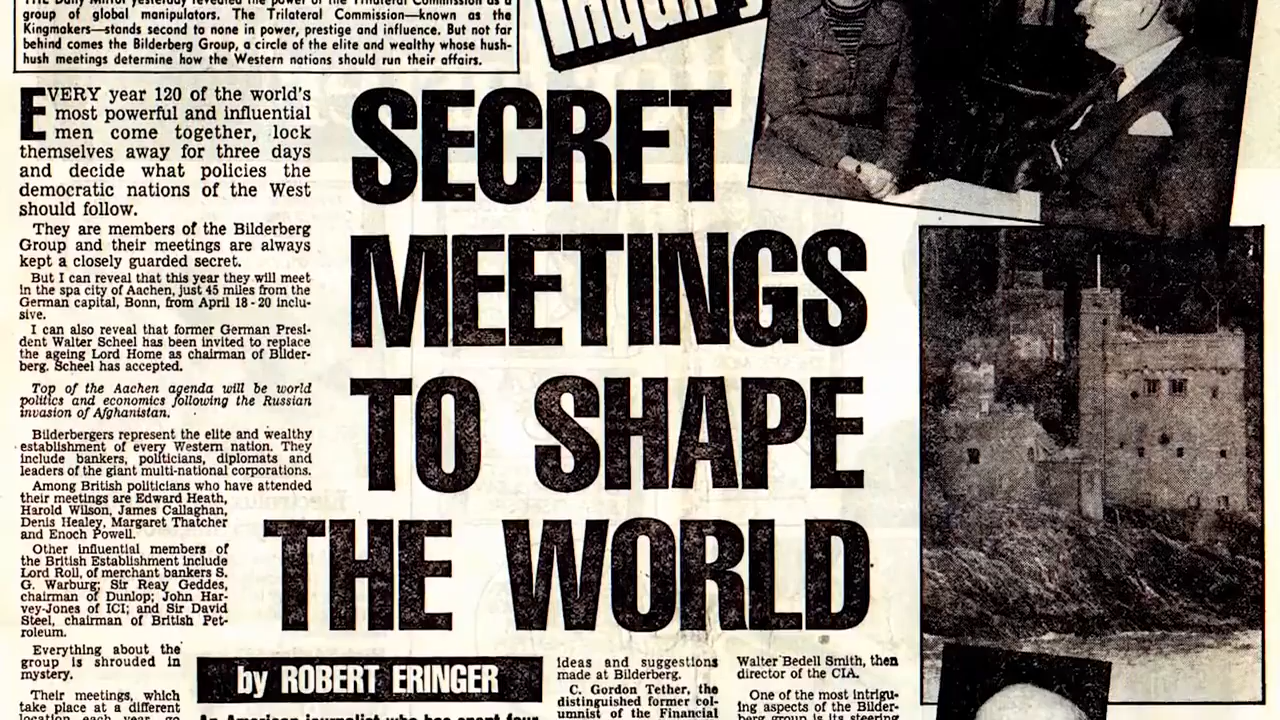 THE Daily Mirror yesterday revealed the power of the Trilateral Commission as a
group of global manipulators. The Trilateral Commission—known as the
Kingmakers—stands second to none in power, prestige and influence. But not far
behind comes the Bilderberg Group, a circle of the elite and wealthy whose hush-
hush meetings determine how the Western nations should run their affairs.
inquiry
SECRET
MEETINGS
TO SHAPE
THE WORLD
by ROBERT ERINGER
EVERY year 120 of the world's
most powerful and influential
men come together, lock
themselves away for three days
and decide what policies the
democratic nations of the West
should follow.
They are members of the Bilderberg
Group and their meetings are always
kept a closely guarded secret.
But I can reveal that this year they will meet
in the spa city of Aachen, just 45 miles from the
German capital, Bonn, from April 18-20 inclu-
sive.
I can also reveal that former German Presi-
dent Walter Scheel has been invited to replace
the ageing Lord Home as chairman of Bilder-
berg. Scheel has accepted.
Top of the Aachen agenda will be world
politics and economics following the Russian
invasion of Afghanistan.
Bilderbergers represent the elite and wealthy
establishment of every Western nation. They
include bankers, politicians, diplomats and
leaders of the giant multi-national corporations.
Among British politicians who have attended
their meetings are Edward Heath,
Harold Wilson, James Callaghan,
Denis Healey, Margaret Thatcher
and Enoch Powell.
Other influential members of
the British Establishment include
Lord Roll, of merchant bankers S.
G. Warburg; Sir Reay Geddes,
chairman of Dunlop; John Har-
vey-Jones of ICI; and Sir David
Steel, chairman of British Pet-
roleum.
Everything about the
group is shrouded in
mystery.
Their meetings, which
take place at a different
location each year, go
An American journalist who has spent four
ideas and suggestions
made at Bilderberg.
C. Gordon Tether, the
distinguished former col-
umnist of the Financial
Walter Bedell Smith, then
director of the CIA.
One of the most intrigu-
ing aspects of the Bilder-
berg group is its steering